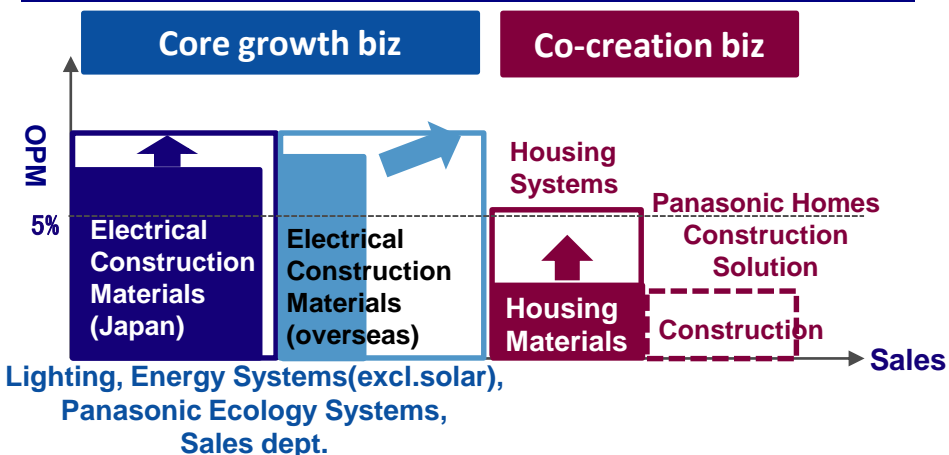 Core growth biz
Co-creation biz
OPM
5%
Electrical
Construction
Materials
(Japan)
Electrical
Construction
Materials
(overseas)
Housing
Systems
Housing
Materials
Panasonic Homes
Construction
Solution
Construction
Sales
Lighting, Energy Systems(excl.solar),
Panasonic Ecology Systems,
Sales dept.